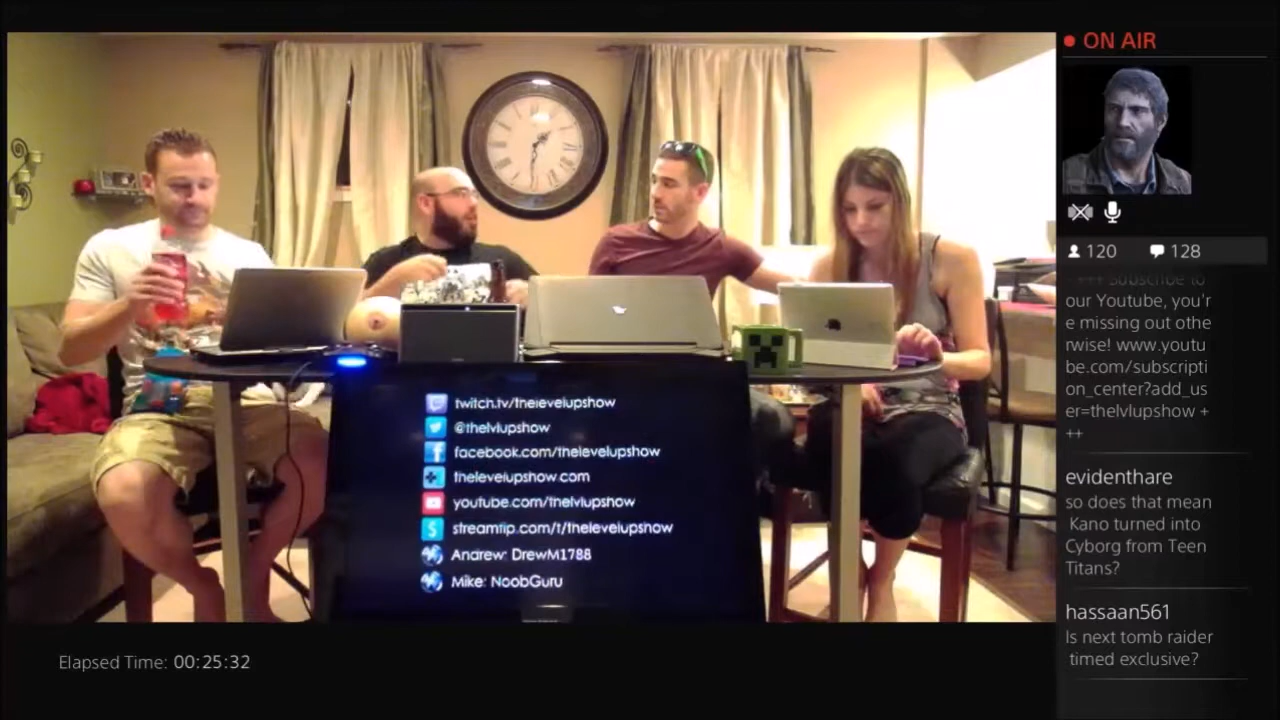 ON AIR
120 128
+++ Subscribe to
our Youtube, you'r
e missing out othe
rwise! www.youtu
be.com/subscripti
on_center?add_us
er=thelvlupshow +
++
evidenthare
so does that mean
Kano turned into
Cyborg from Teen
Titans?
hassaan561
Is next tomb raider
timed exclusive?
twitch.tv/thelevelupshow
@thelvlupshow
facebook.com/thelevelupshow
thelevelupshow.com
youtube.com/thelvlupshow
streamtip.com/t/thelevelupshow
Andrew: DrewM1788
Mike: NoobGuru
Elapsed Time: 00:25:32